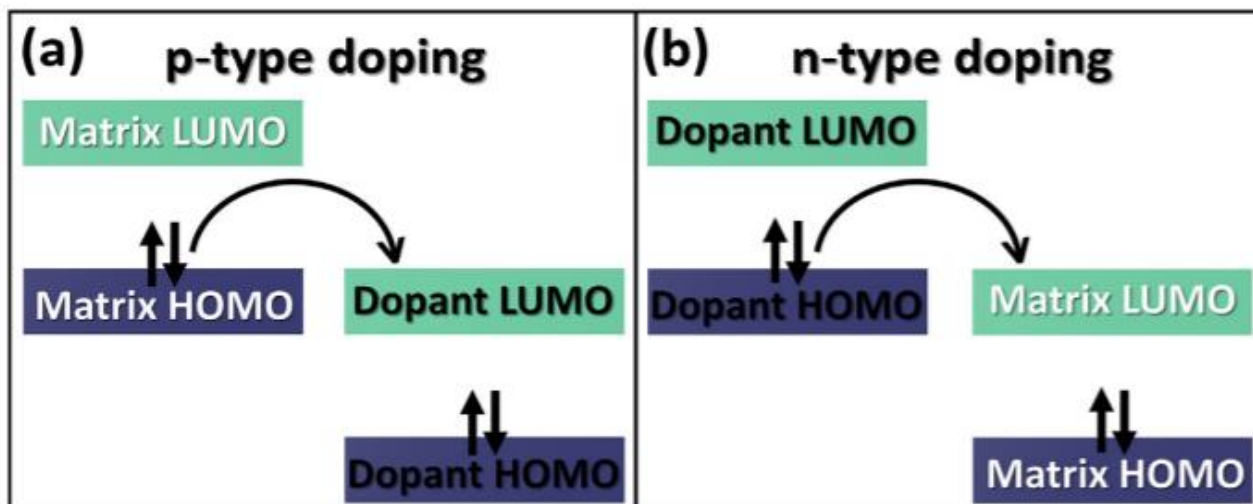 (a) p-type doping
Matrix LUMO
Matrix HOMO
Dopant LUMO
Dopant HOMO
(b) n-type doping
Dopant LUMO
Dopant HOMO
Matrix LUMO
Matrix HOMO